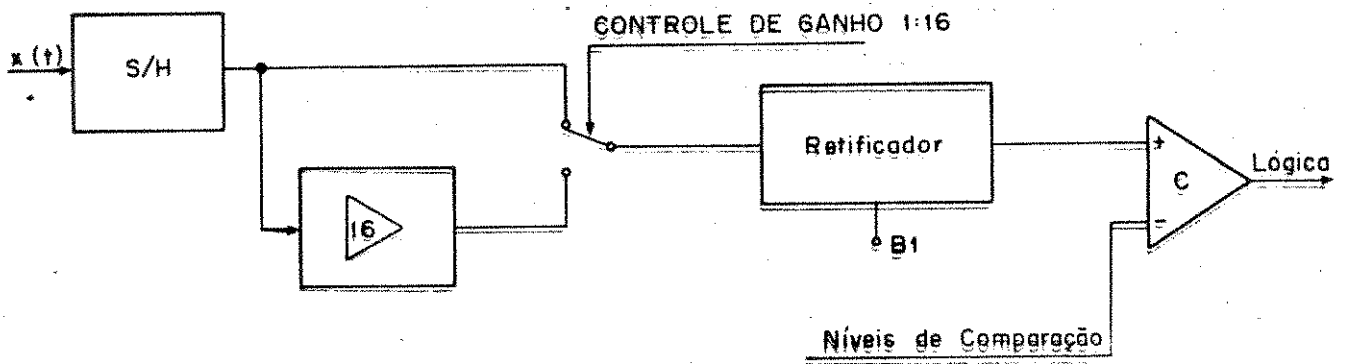 CONTROLE DE GANHO 1:16
x(t)
S/H
16
Retificador
B1
+
-
C
Lógica
Níveis de Comparação